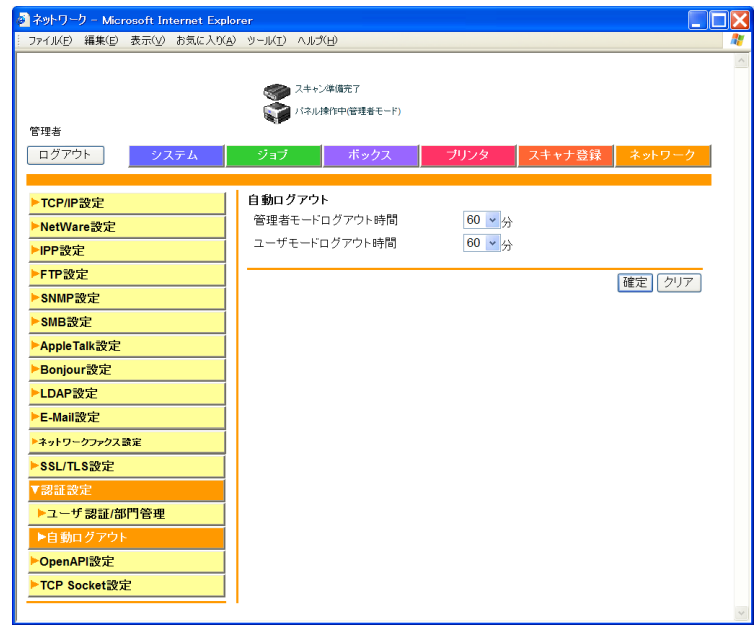 ネットワーク - Microsoft Internet Explorer
ファイル(F) 編集(E) 表示(V) お気に入り(A) ツール(T) ヘルプ(H)
スキャン準備完了
パネル操作中(管理者モード)
管理者
ログアウト システム ジョブ ボックス プリンタ スキャナ登録 ネットワーク
▶TCP/IP設定
▶NetWare設定
▶IPP設定
▶FTP設定
▶SNMP設定
▶SMB設定
▶AppleTalk設定
▶Bonjour設定
▶LDAP設定
▶E-Mail設定
▶ネットワークファクス設定
▶SSL/TLS設定
▼認証設定
▶ユーザ認証/部門管理
▶自動ログアウト
▶OpenAPI設定
▶TCP Socket設定
自動ログアウト
管理者モードログアウト時間 60 分
ユーザモードログアウト時間 60 分
確定 クリア